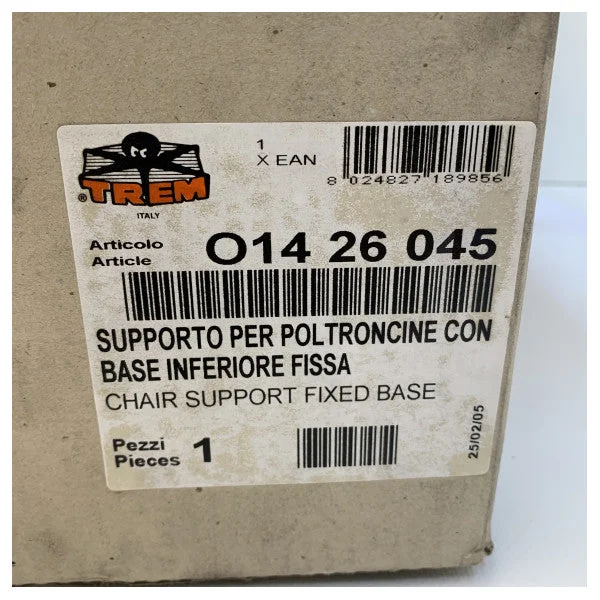 1
X EAN
8 024827 189856
® TREM
ITALY
Articolo
Article
O14 26 045
SUPPORTO PER POLTRONCINE CON
BASE INFERIORE FISSA
CHAIR SUPPORT FIXED BASE
Pezzi
Pieces
1
25/02/05